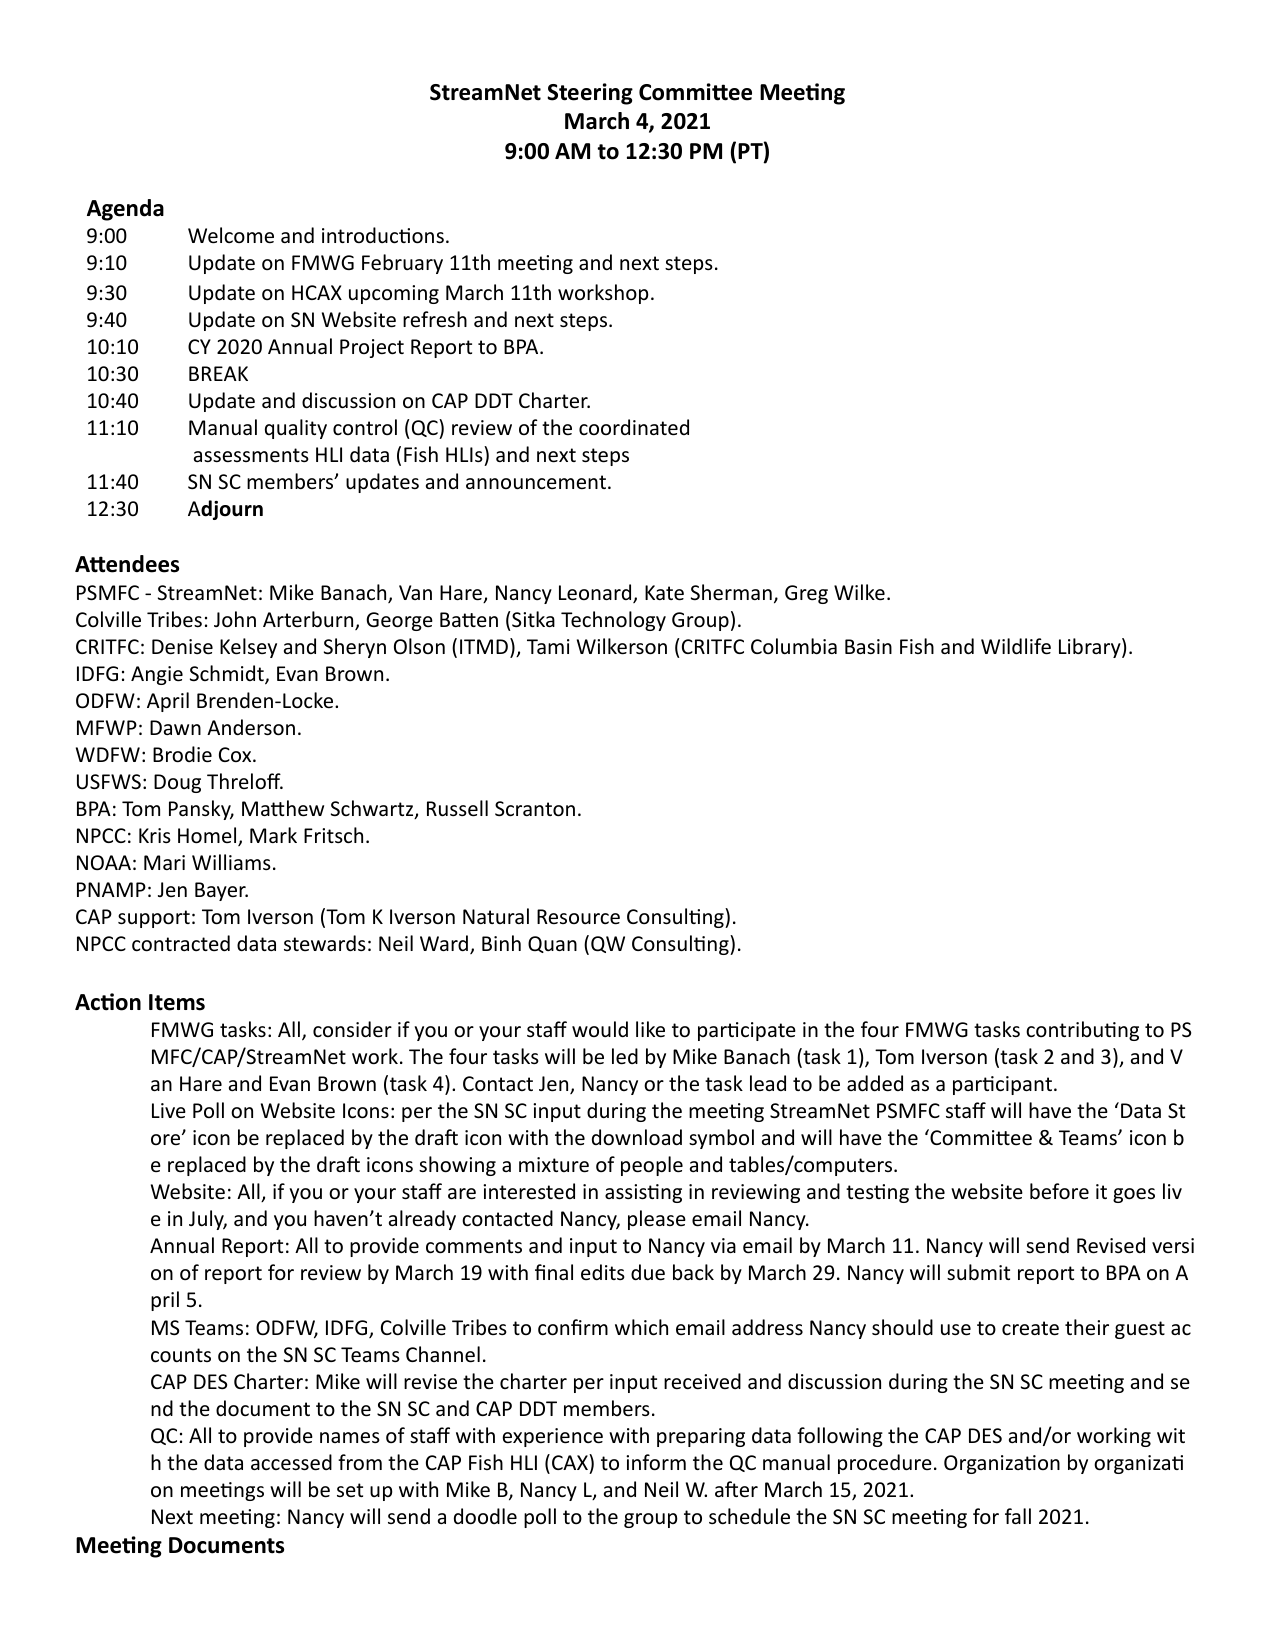 StreamNet Steering Committee Meeting
March 4, 2021
9:00 AM to 12:30 PM (PT)
Agenda
9:00 Welcome and introductions.
9:10 Update on FMWG February 11th meeting and next steps.
9:30 Update on HCAX upcoming March 11th workshop.
9:40 Update on SN Website refresh and next steps.
10:10 CY 2020 Annual Project Report to BPA.
10:30 BREAK
10:40 Update and discussion on CAP DDT Charter.
11:10 Manual quality control (QC) review of the coordinated
assessments HLI data (Fish HLIs) and next steps
11:40 SN SC members’ updates and announcement.
12:30 Adjourn
Attendees
PSMFC - StreamNet: Mike Banach, Van Hare, Nancy Leonard, Kate Sherman, Greg Wilke.
Colville Tribes: John Arterburn, George Batten (Sitka Technology Group).
CRITFC: Denise Kelsey and Sheryn Olson (ITMD), Tami Wilkerson (CRITFC Columbia Basin Fish and Wildlife Library).
IDFG: Angie Schmidt, Evan Brown.
ODFW: April Brenden-Locke.
MFWP: Dawn Anderson.
WDFW: Brodie Cox.
USFWS: Doug Threloff.
BPA: Tom Pansky, Matthew Schwartz, Russell Scranton.
NPCC: Kris Homel, Mark Fritsch.
NOAA: Mari Williams.
PNAMP: Jen Bayer.
CAP support: Tom Iverson (Tom K Iverson Natural Resource Consulting).
NPCC contracted data stewards: Neil Ward, Binh Quan (QW Consulting).
Action Items
FMWG tasks: All, consider if you or your staff would like to participate in the four FMWG tasks contributing to PS
MFC/CAP/StreamNet work. The four tasks will be led by Mike Banach (task 1), Tom Iverson (task 2 and 3), and V
an Hare and Evan Brown (task 4). Contact Jen, Nancy or the task lead to be added as a participant.
Live Poll on Website Icons: per the SN SC input during the meeting StreamNet PSMFC staff will have the ‘Data St
ore’ icon be replaced by the draft icon with the download symbol and will have the ‘Committee & Teams’ icon b
e replaced by the draft icons showing a mixture of people and tables/computers.
Website: All, if you or your staff are interested in assisting in reviewing and testing the website before it goes liv
e in July, and you haven’t already contacted Nancy, please email Nancy.
Annual Report: All to provide comments and input to Nancy via email by March 11. Nancy will send Revised versi
on of report for review by March 19 with final edits due back by March 29. Nancy will submit report to BPA on A
pril 5.
MS Teams: ODFW, IDFG, Colville Tribes to confirm which email address Nancy should use to create their guest ac
counts on the SN SC Teams Channel.
CAP DES Charter: Mike will revise the charter per input received and discussion during the SN SC meeting and se
nd the document to the SN SC and CAP DDT members.
QC: All to provide names of staff with experience with preparing data following the CAP DES and/or working wit
h the data accessed from the CAP Fish HLI (CAX) to inform the QC manual procedure. Organization by organizati
on meetings will be set up with Mike B, Nancy L, and Neil W. after March 15, 2021.
Next meeting: Nancy will send a doodle poll to the group to schedule the SN SC meeting for fall 2021.
Meeting Documents